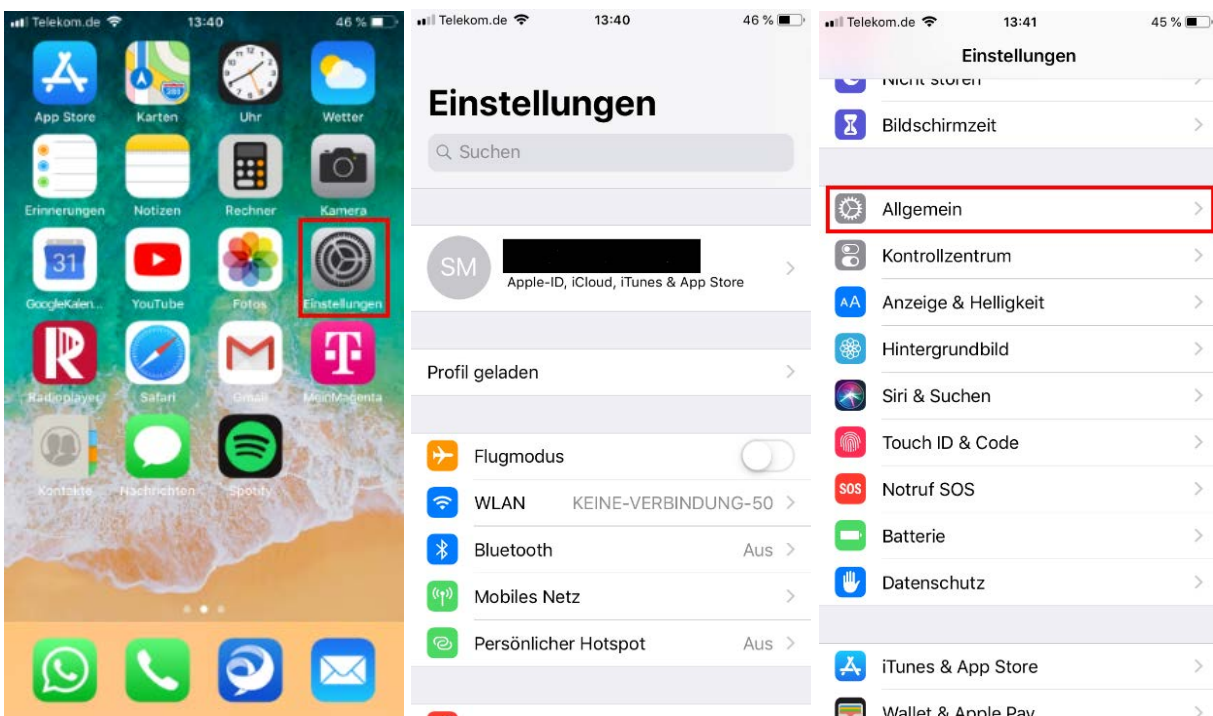 Telekom.de 13:40 46 %
App Store Karten Uhr Wetter
Erinnerungen Notizen Rechner Kamera
31
GoogleKalen... YouTube Fotos Einstellungen
Radioplayer Safari Gmail MeinMagenta
Kontakte Nachrichten Spotify
Telekom.de 13:40 46 %
Einstellungen
Suchen
SM
Apple-ID, iCloud, iTunes & App Store
Profil geladen
Flugmodus
WLAN KEINE-VERBINDUNG-50
Bluetooth Aus
Mobiles Netz
Persönlicher Hotspot Aus
Telekom.de 13:41 45 %
Einstellungen
Nicht stören
Bildschirmzeit
Allgemein
Kontrollzentrum
AA Anzeige & Helligkeit
Hintergrundbild
Siri & Suchen
Touch ID & Code
SOS Notruf SOS
Batterie
Datenschutz
iTunes & App Store
Wallet & Apple Pay